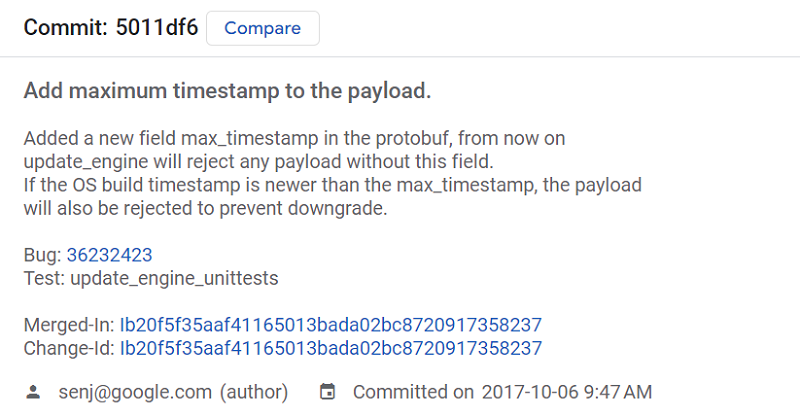 Commit: 5011df6 Compare
Add maximum timestamp to the payload.
Added a new field max_timestamp in the protobuf, from now on
update_engine will reject any payload without this field.
If the OS build timestamp is newer than the max_timestamp, the payload
will also be rejected to prevent downgrade.
Bug: 36232423
Test: update_engine_unittests
Merged-In: Ib20f5f35aaf41165013bada02bc8720917358237
Change-Id: Ib20f5f35aaf41165013bada02bc8720917358237
senj@google.com (author) Committed on 2017-10-06 9:47 AM